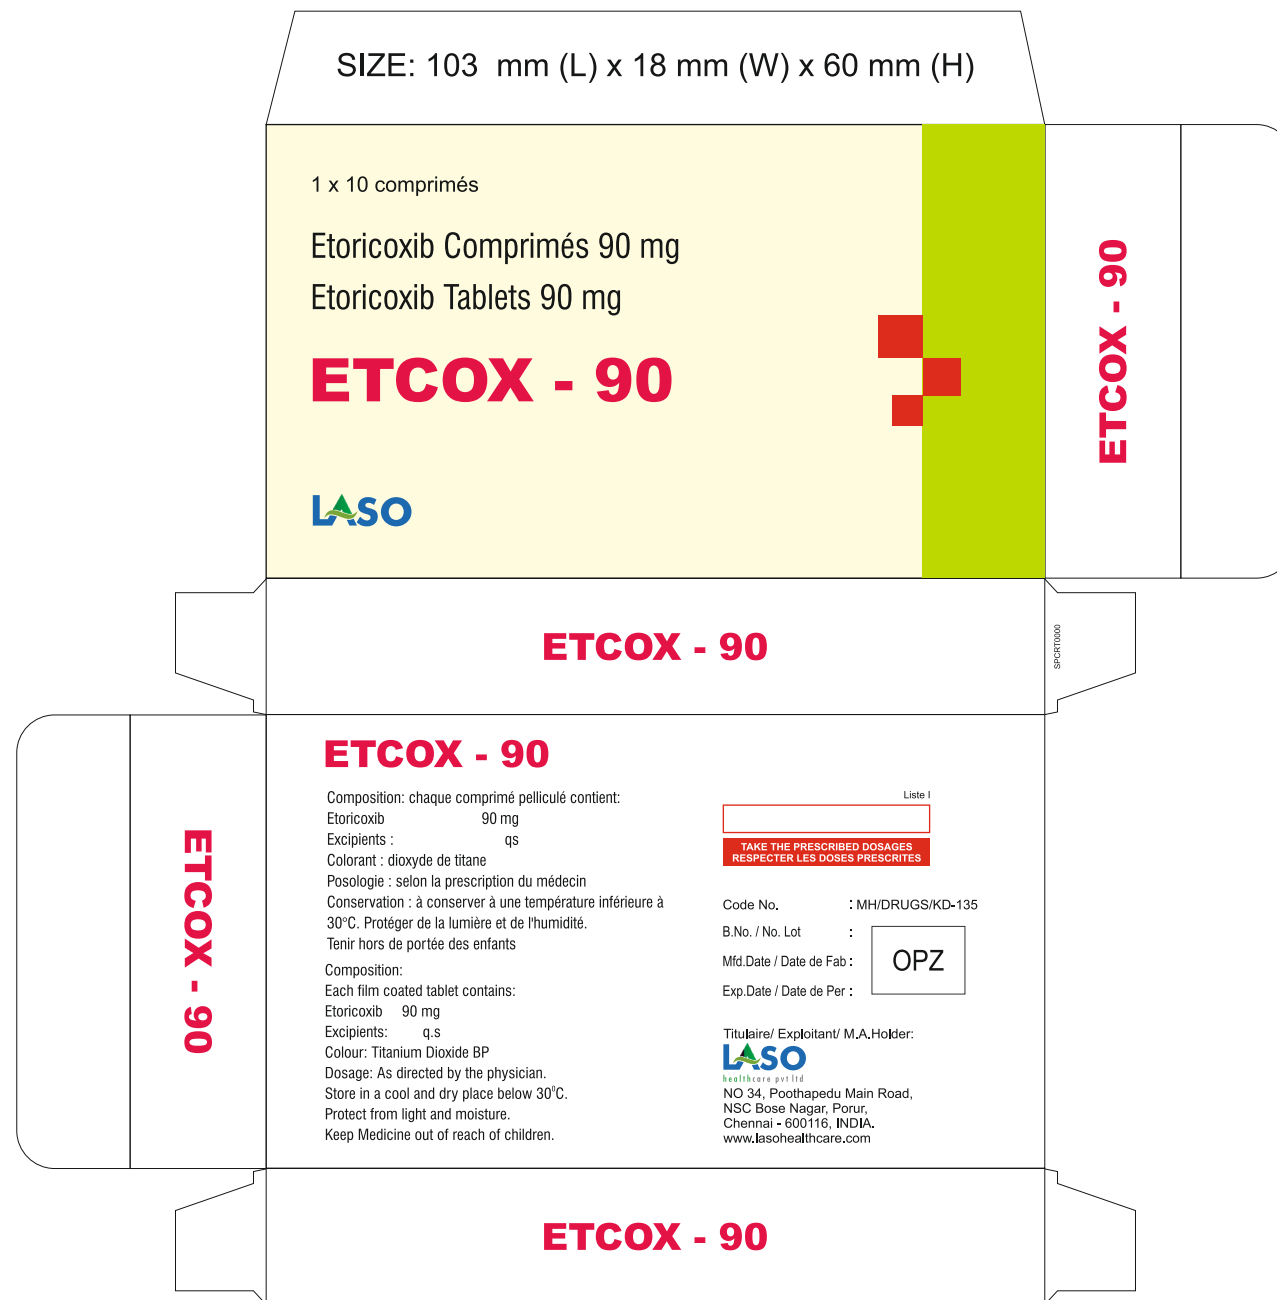 SIZE: 103 mm (L) x 18 mm (W) x 60 mm (H)
1 x 10 comprimés
Etoricoxib Comprimés 90 mg
Etoricoxib Tablets 90 mg
ETCOX - 90
LASO
ETCOX - 90
ETCOX - 90
SPCRT0000
ETCOX - 90
ETCOX - 90
Composition: chaque comprimé pelliculé contient:
Etoricoxib 90 mg
Excipients : qs
Colorant : dioxyde de titane
Posologie : selon la prescription du médecin
Conservation : à conserver à une température inférieure à
30°C. Protéger de la lumière et de l'humidité.
Tenir hors de portée des enfants
Composition:
Each film coated tablet contains:
Etoricoxib 90 mg
Excipients: q.s
Colour: Titanium Dioxide BP
Dosage: As directed by the physician.
Store in a cool and dry place below 30⁰C.
Protect from light and moisture.
Keep Medicine out of reach of children.
Liste I
TAKE THE PRESCRIBED DOSAGES
RESPECTER LES DOSES PRESCRITES
Code No. : MH/DRUGS/KD-135
B.No. / No. Lot :
Mfd.Date / Date de Fab :
Exp.Date / Date de Per :
OPZ
Titulaire/ Exploitant/ M.A.Holder:
LASO
healthcare pvt ltd
NO 34, Poothapedu Main Road,
NSC Bose Nagar, Porur,
Chennai - 600116, INDIA.
www.lasohealthcare.com
ETCOX - 90